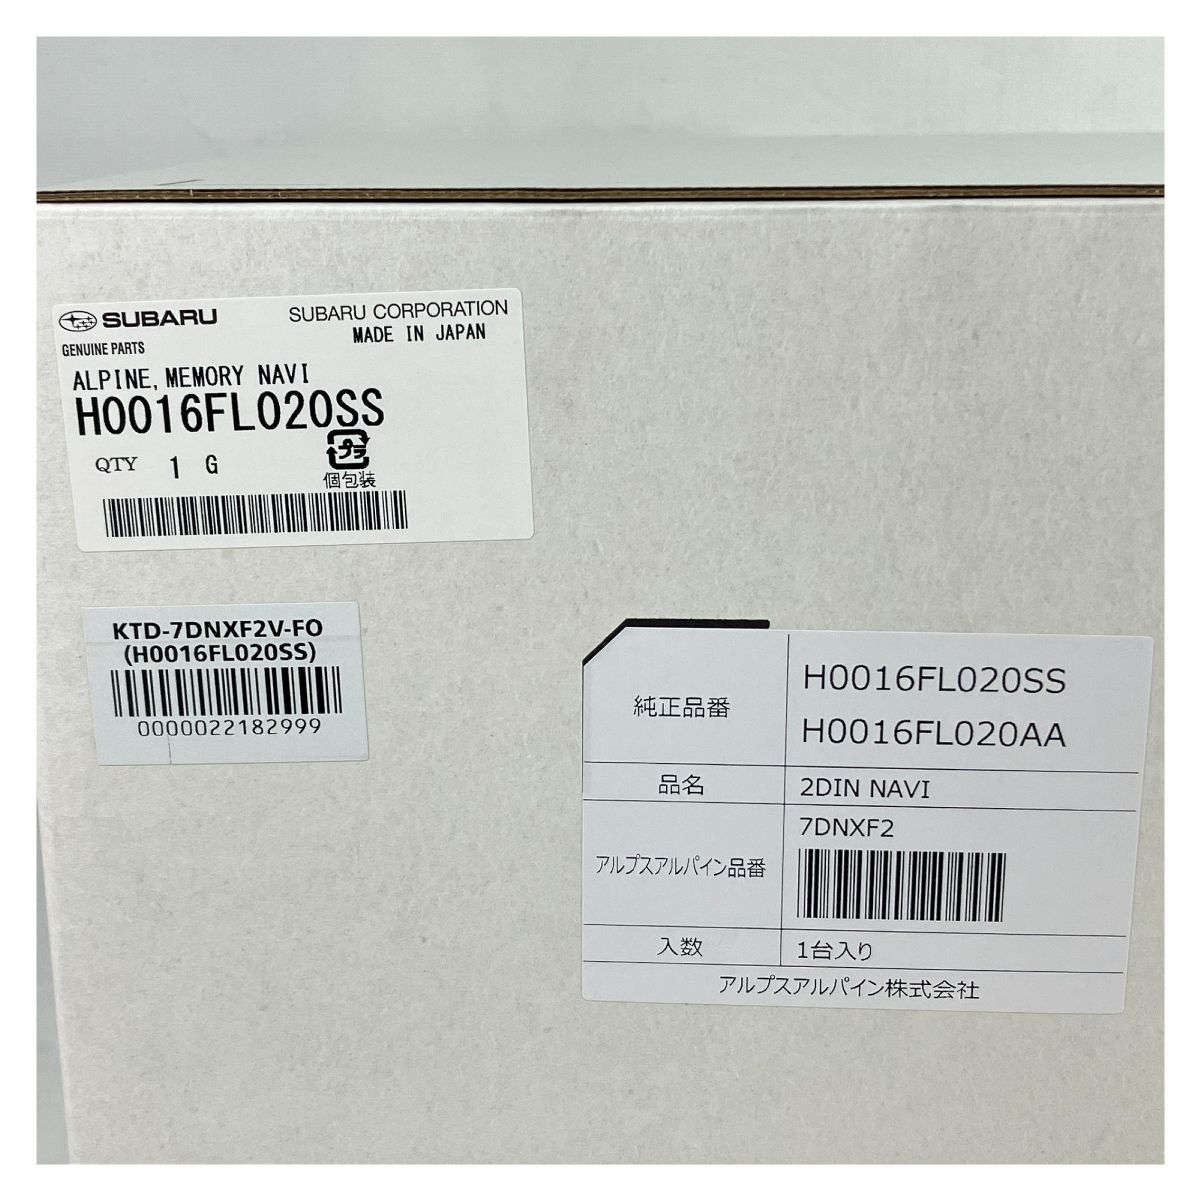 SUBARU
SUBARU CORPORATION
GENUINE PARTS
MADE IN JAPAN
ALPINE, MEMORY NAVI
H0016FL020SS
QTY 1 G
プラ
個包装
KTD-7DNXF2V-FO
(H0016FL020SS)
0000022182999
純正品番
H0016FL020SS
H0016FL020AA
品名
2DIN NAVI
アルプスアルパイン品番
7DNXF2
入数
1台入り
アルプスアルパイン株式会社